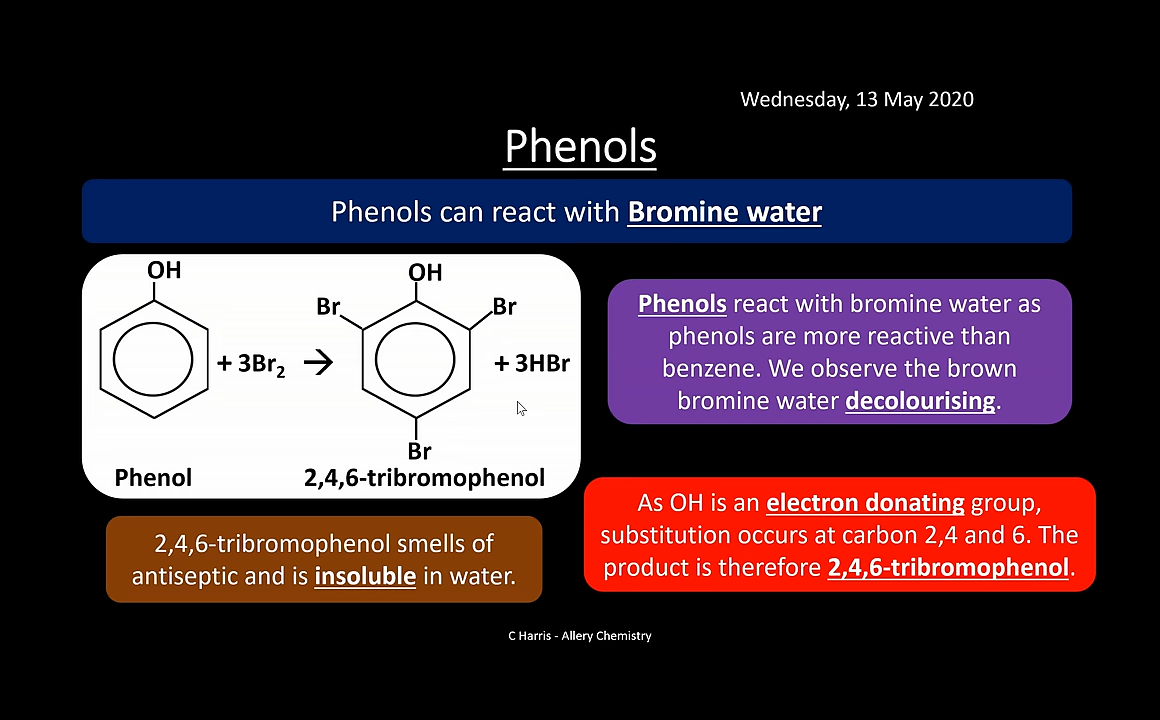 Wednesday, 13 May 2020
Phenols
Phenols can react with Bromine water
OH
+ 3Br₂ →
Phenol
OH
Br
Br
Br
+ 3HBr
2,4,6-tribromophenol
Phenols react with bromine water as
phenols are more reactive than
benzene. We observe the brown
bromine water decolourising.
2,4,6-tribromophenol smells of
antiseptic and is insoluble in water.
As OH is an electron donating group,
substitution occurs at carbon 2,4 and 6. The
product is therefore 2,4,6-tribromophenol.
C Harris - Allery Chemistry